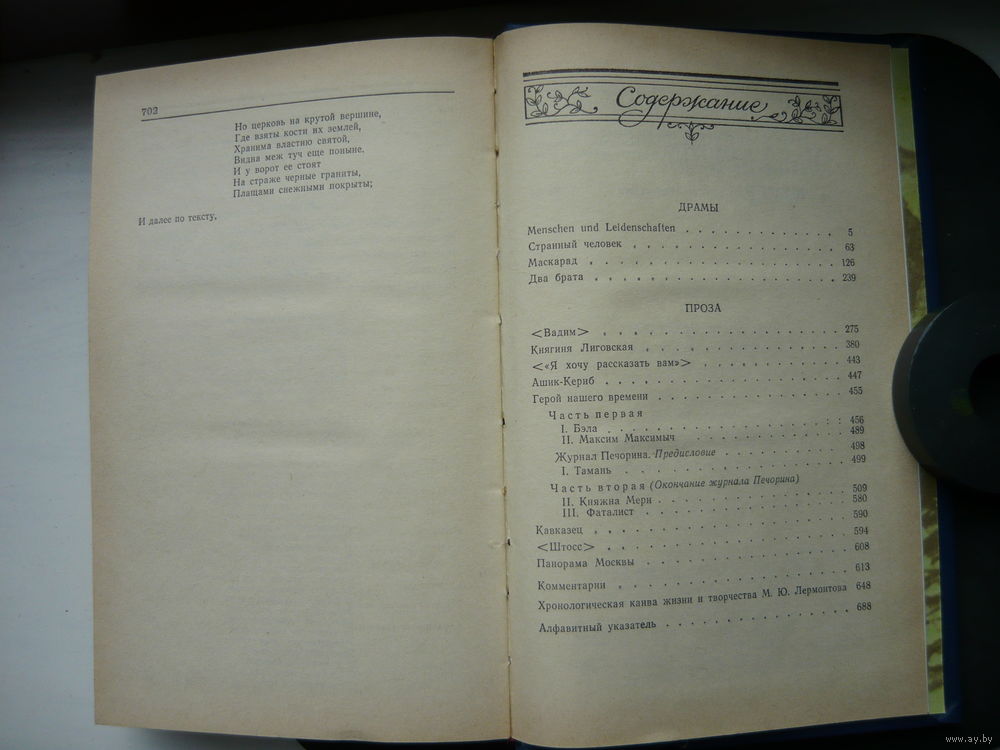 702
Но церковь на крутой вершине,
Где взяты кости их землей,
Хранима властию святой,
Видна меж туч еще поныне.
И у ворот ее стоят
На страже черные граниты,
Плащами снежными покрыты;
И далее по тексту,
Содержание
ДРАМЫ
Menschen und Leidenschaften . . . . . . . . . . 5
Странный человек . . . . . . . . . . . . . 63
Маскарад . . . . . . . . . . . . . . . 126
Два брата . . . . . . . . . . . . . . . 239
ПРОЗА
<Вадим> . . . . . . . . . . . . . . . 275
Княгиня Лиговская . . . . . . . . . . . . 380
<«Я хочу рассказать вам»> . . . . . . . . . 443
Ашик-Кериб . . . . . . . . . . . . . . 447
Герой нашего времени . . . . . . . . . . . 455
Часть первая
I. Бэла . . . . . . . . . . . . . . 456
II. Максим Максимыч . . . . . . . . . . 489
Журнал Печорина. Предисловие . . . . . . . 498
I. Тамань . . . . . . . . . . . . . 499
Часть вторая (Окончание журнала Печорина)
II. Княжна Мери . . . . . . . . . . . 509
III. Фаталист . . . . . . . . . . . . 580
Кавказец . . . . . . . . . . . . . . . 590
<Штосс> . . . . . . . . . . . . . . . 594
Панорама Москвы . . . . . . . . . . . . 608
Комментарии . . . . . . . . . . . . . . 613
Хронологическая канва жизни и творчества М. Ю. Лермонтова 648
Алфавитный указатель . . . . . . . . . . . 688
www.ay.by